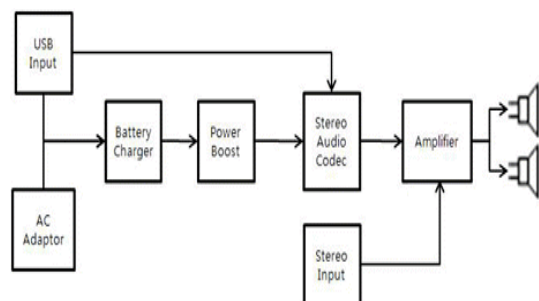 USB
Input
Battery
Charger
Power
Boost
Stereo
Audio
Codec
Amplifier
AC
Adaptor
Stereo
Input